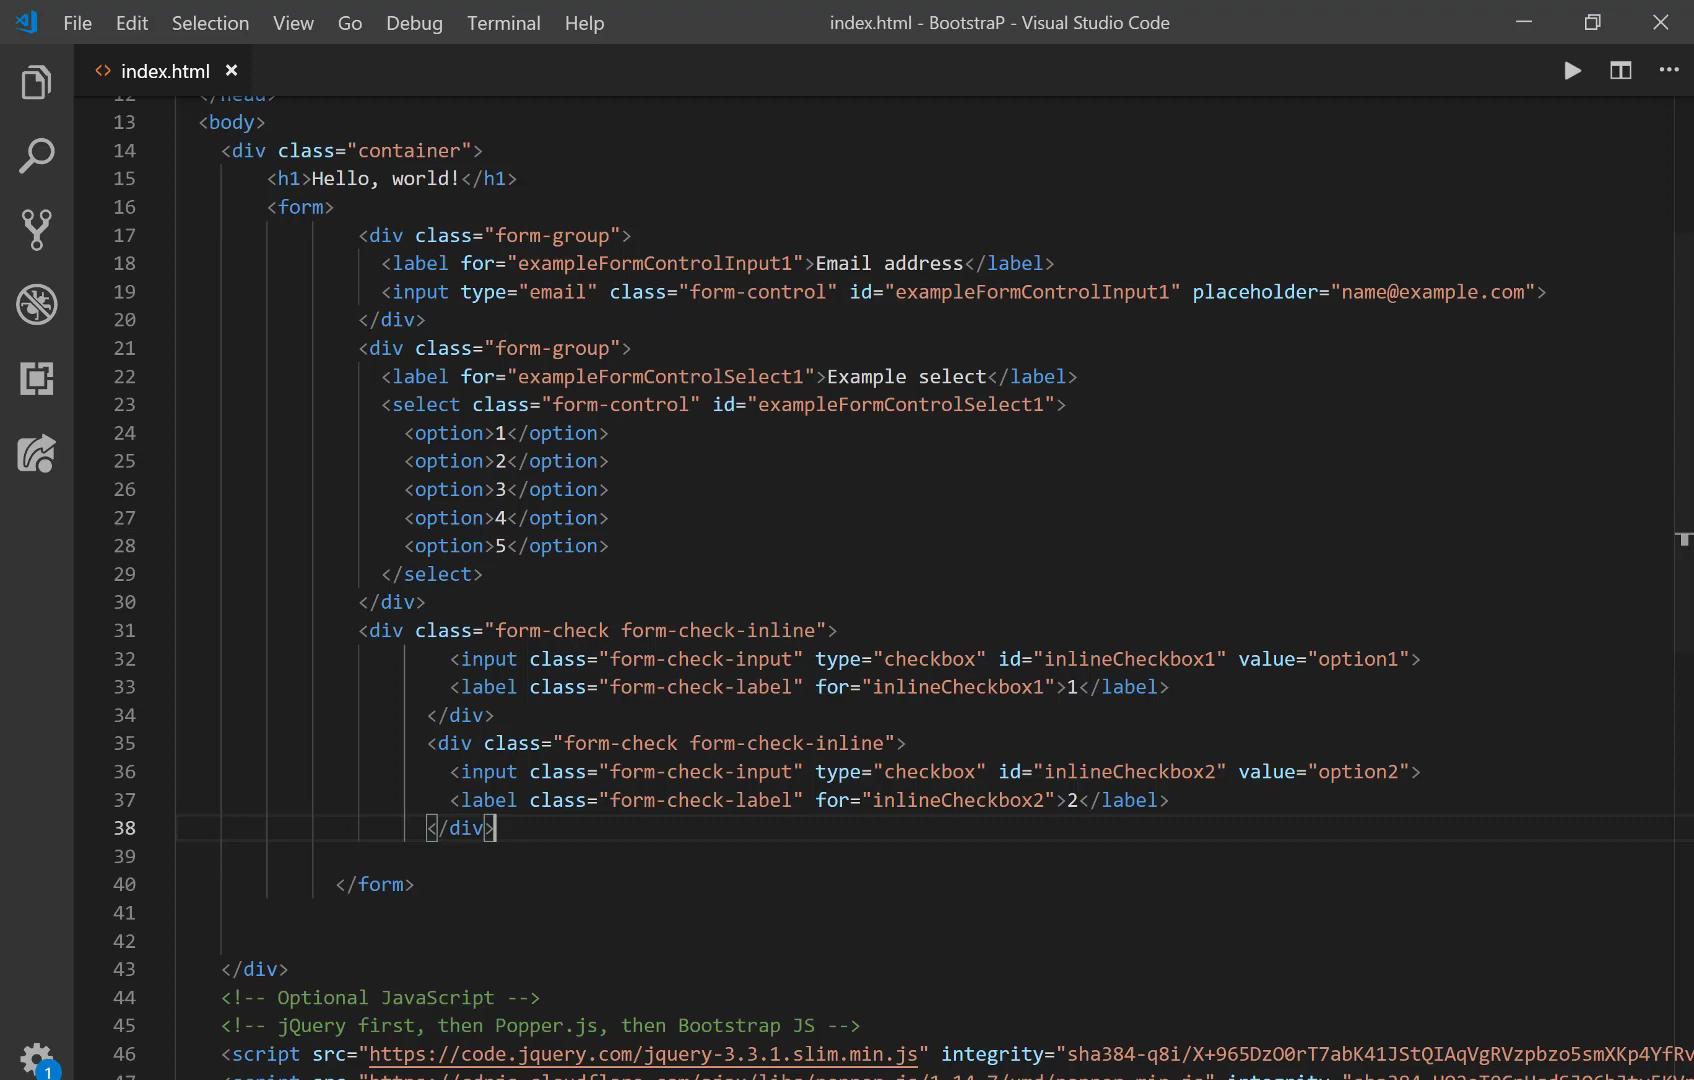 File Edit Selection View Go Debug Terminal Help index.html - BootstraP - Visual Studio Code
<> index.html ×
12 </head>
13 <body>
14 <div class="container">
15 <h1>Hello, world!</h1>
16 <form>
17 <div class="form-group">
18 <label for="exampleFormControlInput1">Email address</label>
19 <input type="email" class="form-control" id="exampleFormControlInput1" placeholder="name@example.com">
20 </div>
21 <div class="form-group">
22 <label for="exampleFormControlSelect1">Example select</label>
23 <select class="form-control" id="exampleFormControlSelect1">
24 <option>1</option>
25 <option>2</option>
26 <option>3</option>
27 <option>4</option>
28 <option>5</option>
29 </select>
30 </div>
31 <div class="form-check form-check-inline">
32 <input class="form-check-input" type="checkbox" id="inlineCheckbox1" value="option1">
33 <label class="form-check-label" for="inlineCheckbox1">1</label>
34 </div>
35 <div class="form-check form-check-inline">
36 <input class="form-check-input" type="checkbox" id="inlineCheckbox2" value="option2">
37 <label class="form-check-label" for="inlineCheckbox2">2</label>
38 </div>
39
40 </form>
41
42
43 </div>
44 <!-- Optional JavaScript -->
45 <!-- jQuery first, then Popper.js, then Bootstrap JS -->
46 <script src="https://code.jquery.com/jquery-3.3.1.slim.min.js" integrity="sha384-q8i/X+965DzO0rT7abK41JStQIAqVgRVzpbzo5smXKp4YfRv
1